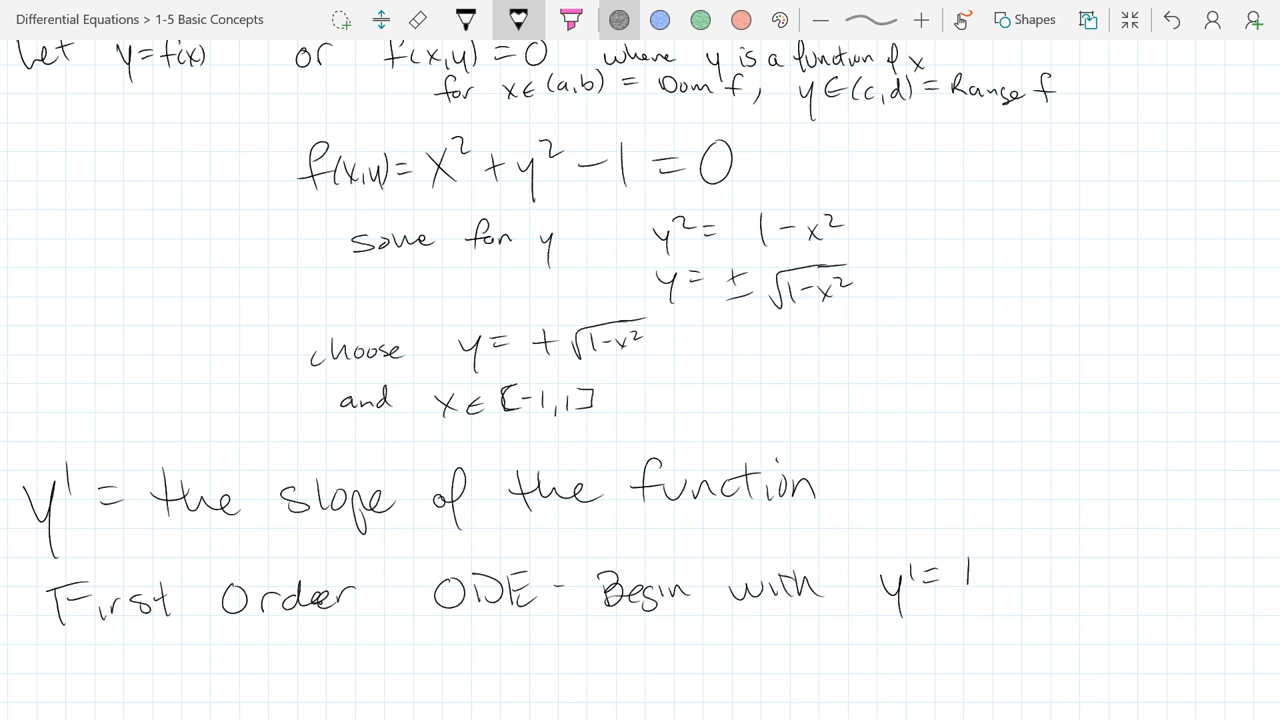 Differential Equations > 1-5 Basic Concepts
Shapes
Let y=f(x) or f(x,y) = 0 where y is a function of x
for x∈(a,b) = Dom f, y∈(c,d) = Range f
f(x,y) = x² + y² − 1 = 0
solve for y y² = 1 − x²
y = ± √(1−x²)
choose y = + √(1−x²)
and x ∈ [-1,1]
y' = the slope of the function
First Order ODE - Begin with y' = 1